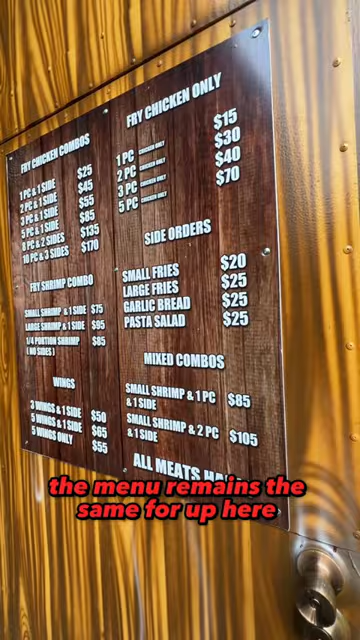 FRY CHICKEN COMBOS
1 PC & 1 SIDE $25
2 PC & 1 SIDE $45
3 PC & 1 SIDE $55
5 PC & 1 SIDE $85
8 PC & 2 SIDES $135
10 PC & 3 SIDES $170
FRY SHRIMP COMBO
SMALL SHRIMP & 1 SIDE $75
LARGE SHRIMP & 1 SIDE $95
1/4 PORTION SHRIMP $85
(NO SIDES)
WINGS
3 WINGS & 1 SIDE $50
5 WINGS & 1 SIDE $65
5 WINGS ONLY $55
FRY CHICKEN ONLY
1 PC CHICKEN ONLY $15
2 PC CHICKEN ONLY $30
3 PC CHICKEN ONLY $40
5 PC CHICKEN ONLY $70
SIDE ORDERS
SMALL FRIES $20
LARGE FRIES $25
GARLIC BREAD $25
PASTA SALAD $25
MIXED COMBOS
SMALL SHRIMP & 1 PC
& 1 SIDE $85
SMALL SHRIMP & 2 PC
& 1 SIDE $105
ALL MEATS
the menu remains the
same for up here